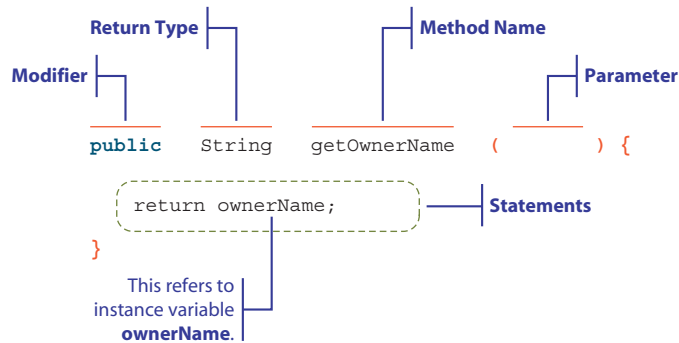 Return Type
Method Name
Modifier
Parameter
public String getOwnerName ( ) {
return ownerName;
Statements
}
This refers to
instance variable
ownerName.